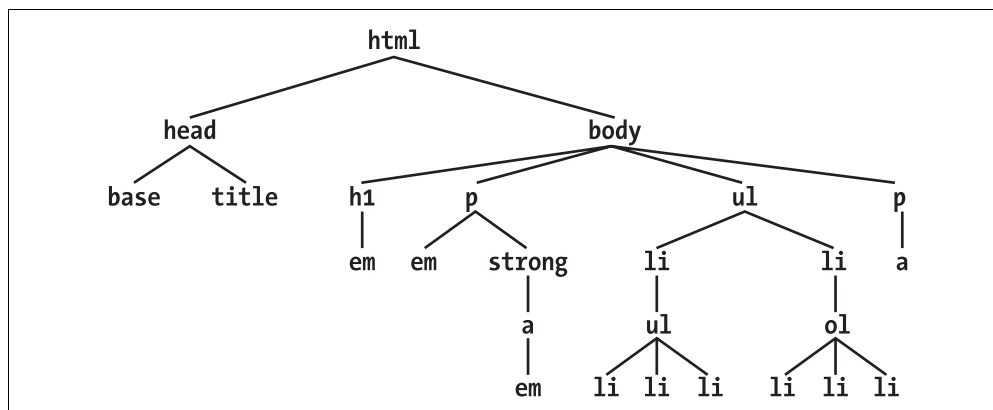 html
head body
base title h1 p ul p
em em strong li li a
a ul ol
em li li li li li li